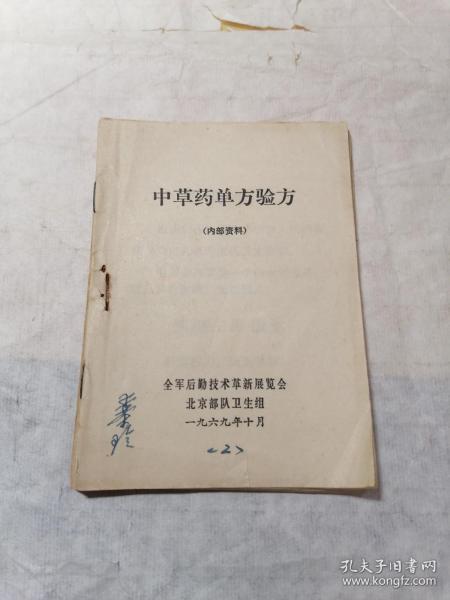 中草药单方验方
(内部资料)
全军后勤技术革新展览会
北京部队卫生组
一九六九年十月
<2>
孔夫子旧书网
www.kongfz.com